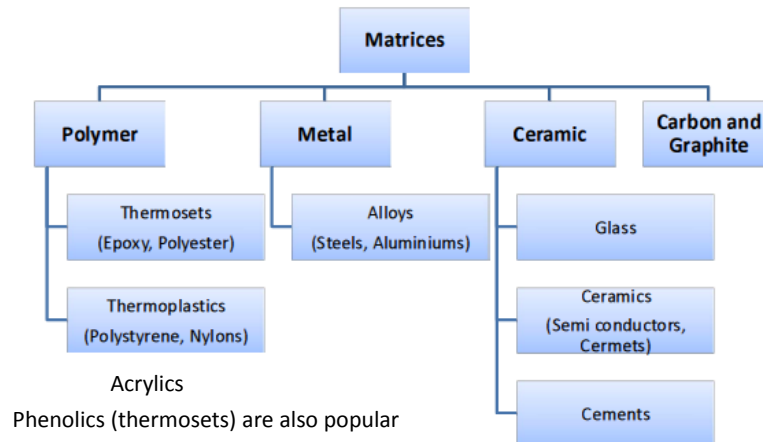 Matrices
Polymer
Metal
Ceramic
Carbon and
Graphite
Thermosets
(Epoxy, Polyester)
Alloys
(Steels, Aluminiums)
Glass
Thermoplastics
(Polystyrene, Nylons)
Ceramics
(Semi conductors,
Cermets)
Acrylics
Phenolics (thermosets) are also popular
Cements